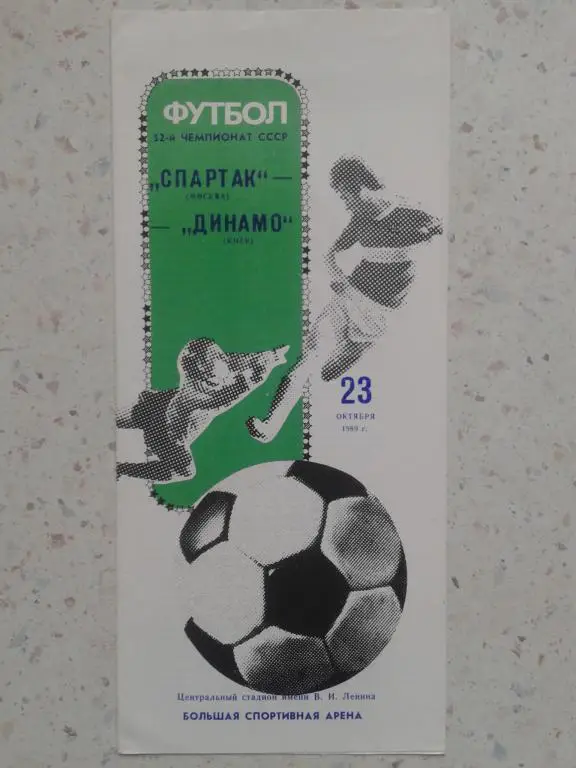 ФУТБОЛ
52-й ЧЕМПИОНАТ СССР
„СПАРТАК“ —
(МОСКВА)
— „ДИНАМО“
(КИЕВ)
23
ОКТЯБРЯ
1989 г.
Центральный стадион имени В. И. Ленина
БОЛЬШАЯ СПОРТИВНАЯ АРЕНА